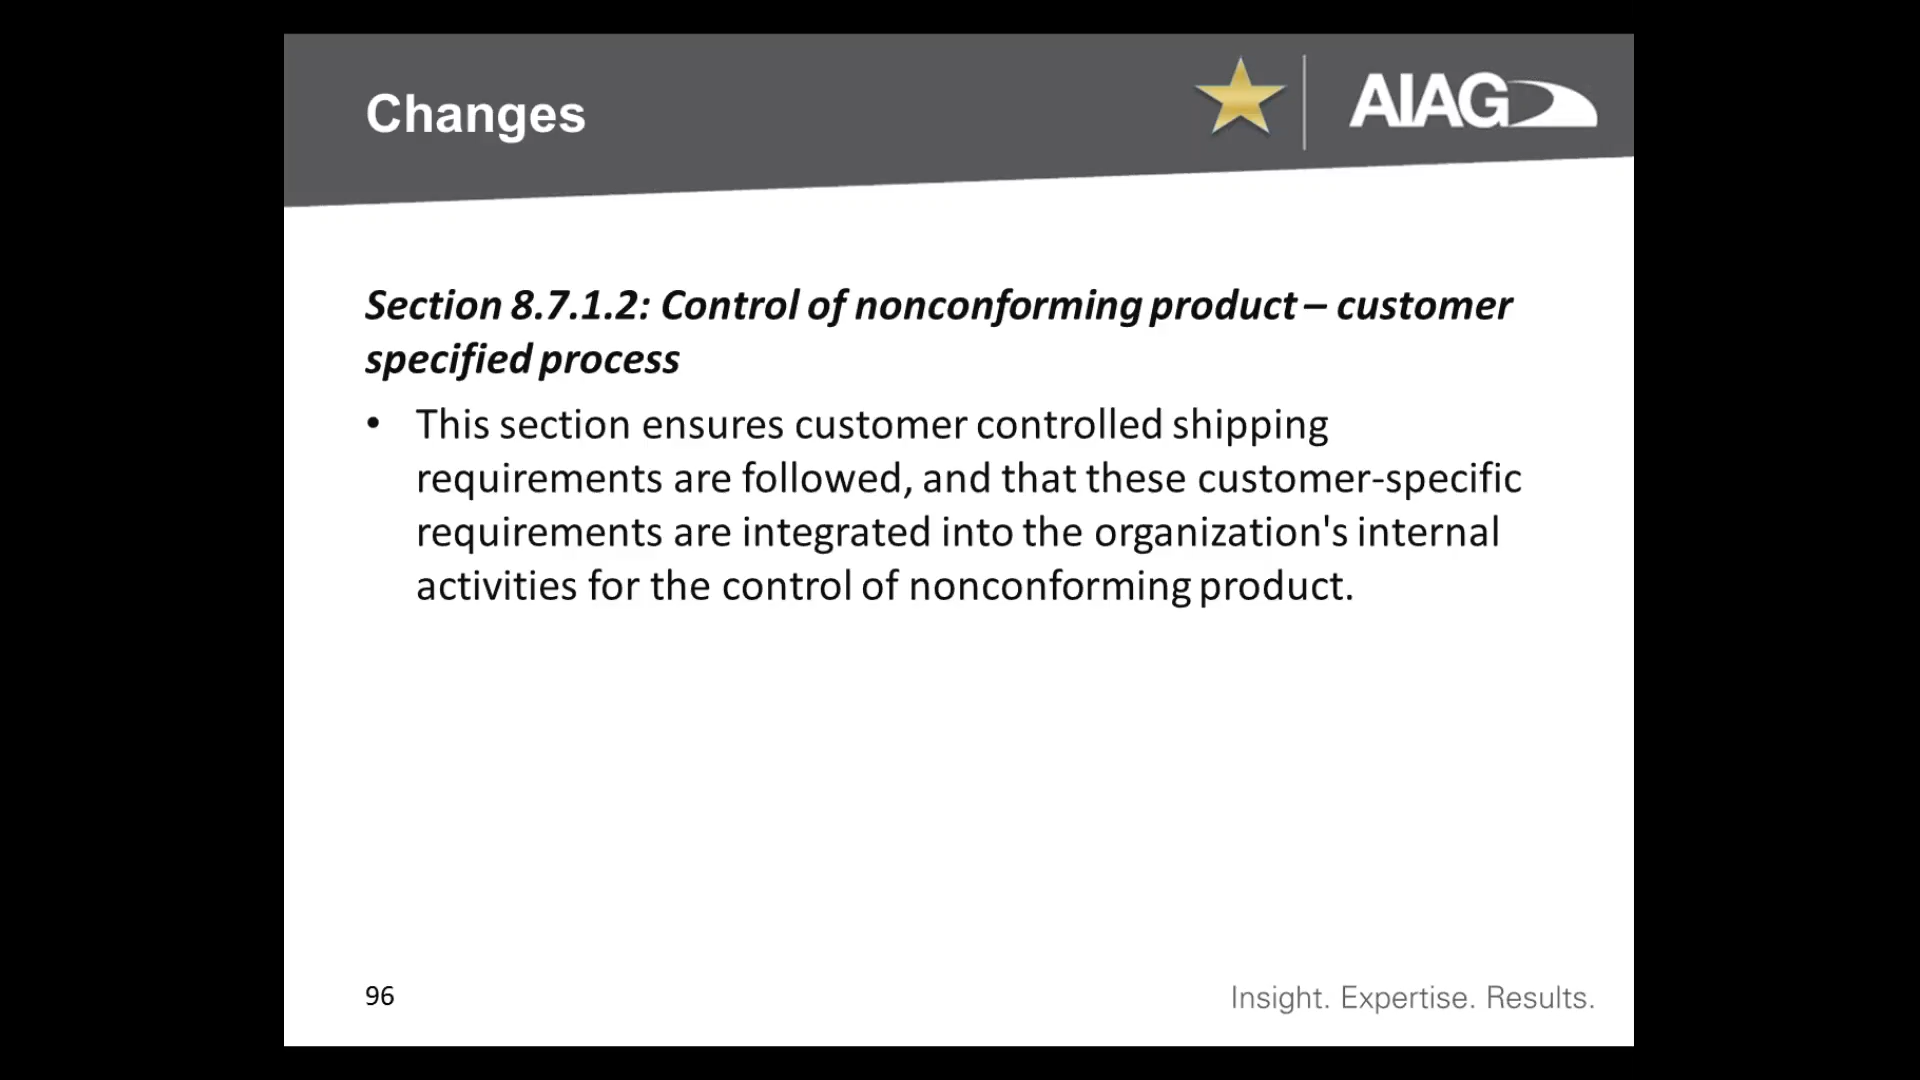 Changes
AIAG
Section 8.7.1.2: Control of nonconforming product – customer
specified process
• This section ensures customer controlled shipping
requirements are followed, and that these customer-specific
requirements are integrated into the organization's internal
activities for the control of nonconforming product.
96
Insight. Expertise. Results.